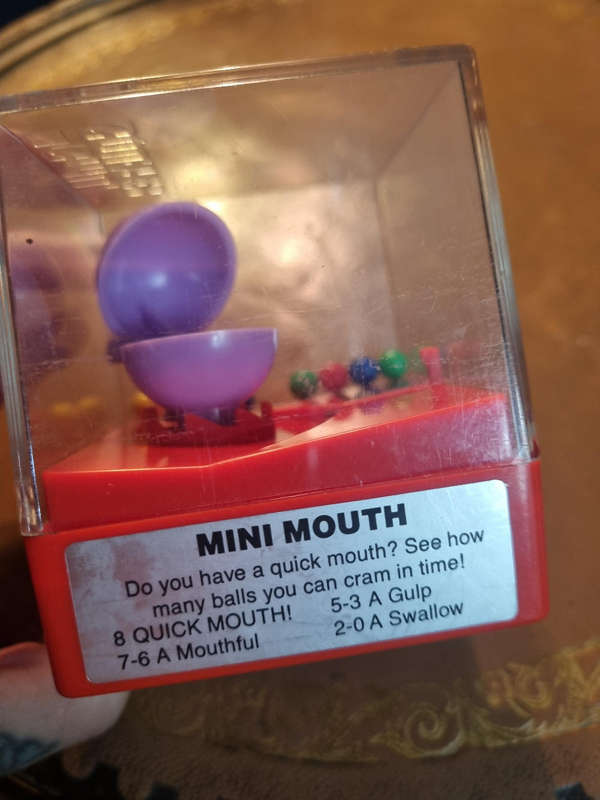 MINI MOUTH
Do you have a quick mouth? See how
many balls you can cram in time!
8 QUICK MOUTH! 5-3 A Gulp
7-6 A Mouthful 2-0 A Swallow